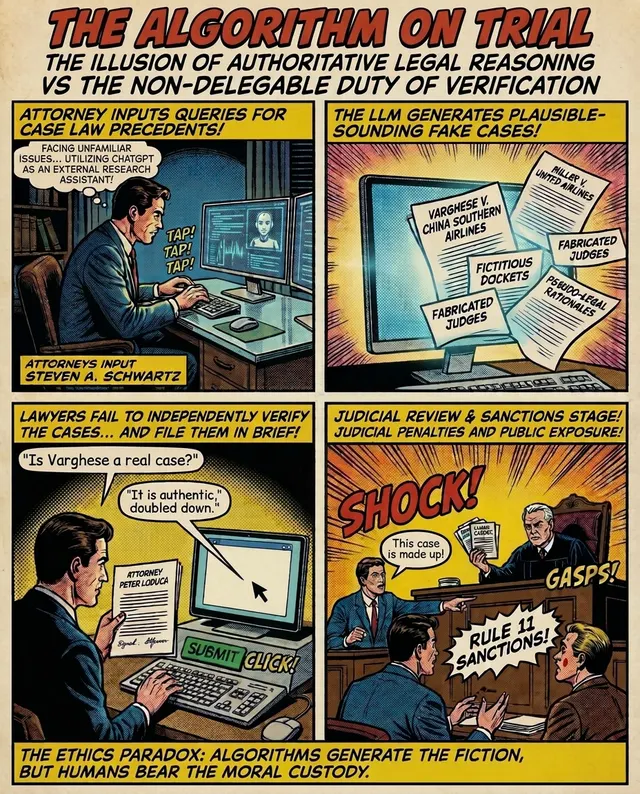 THE ALGORITHM ON TRIAL
THE ILLUSION OF AUTHORITATIVE LEGAL REASONING
VS THE NON-DELEGABLE DUTY OF VERIFICATION
ATTORNEY INPUTS QUERIES FOR
CASE LAW PRECEDENTS!
FACING UNFAMILIAR
ISSUES... UTILIZING CHATGPT
AS AN EXTERNAL RESEARCH
ASSISTANT!
TAP!
TAP!
TAP!
ATTORNEYS INPUT
STEVEN A. SCHWARTZ
THE LLM GENERATES PLAUSIBLE-
SOUNDING FAKE CASES!
VARGHESE V.
CHINA SOUTHERN
AIRLINES
MILLER V.
UNITED AIRLINES
FABRICATED
JUDGES
FICTITIOUS
DOCKETS
PSEUDO-LEGAL
RATIONALES
FABRICATED
JUDGES
LAWYERS FAIL TO INDEPENDENTLY VERIFY
THE CASES... AND FILE THEM IN BRIEF!
"Is Varghese a real case?"
"It is authentic,"
doubled down."
ATTORNEY
PETER LODUCA
SUBMIT
CLICK!
JUDICIAL REVIEW & SANCTIONS STAGE!
JUDICIAL PENALTIES AND PUBLIC EXPOSURE!
SHOCK!
This case
is made up!
GASPS!
RULE 11
SANCTIONS!
THE ETHICS PARADOX: ALGORITHMS GENERATE THE FICTION,
BUT HUMANS BEAR THE MORAL CUSTODY.